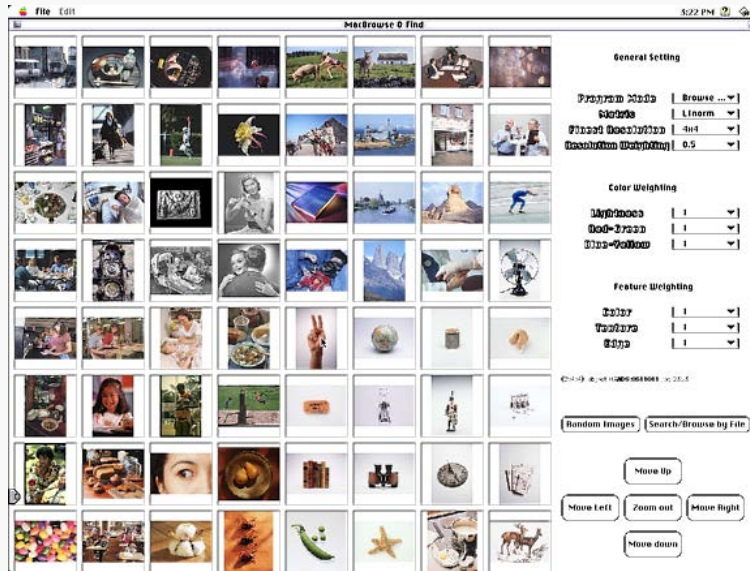 File Edit
3:22 PM
MacBrowse & Find
General Setting
Program Mode Browse ...
Metric L1norm
Finest Resolution 4x4
Resolution Weighting 0.5
Color Weighting
Lightness 1
Red-Green 1
Blue-Yellow 1
Feature Weighting
Color 1
Texture 1
Edge 1
Random Images Search/Browse by File
Move Up
Move Left Zoom out Move Right
Move down